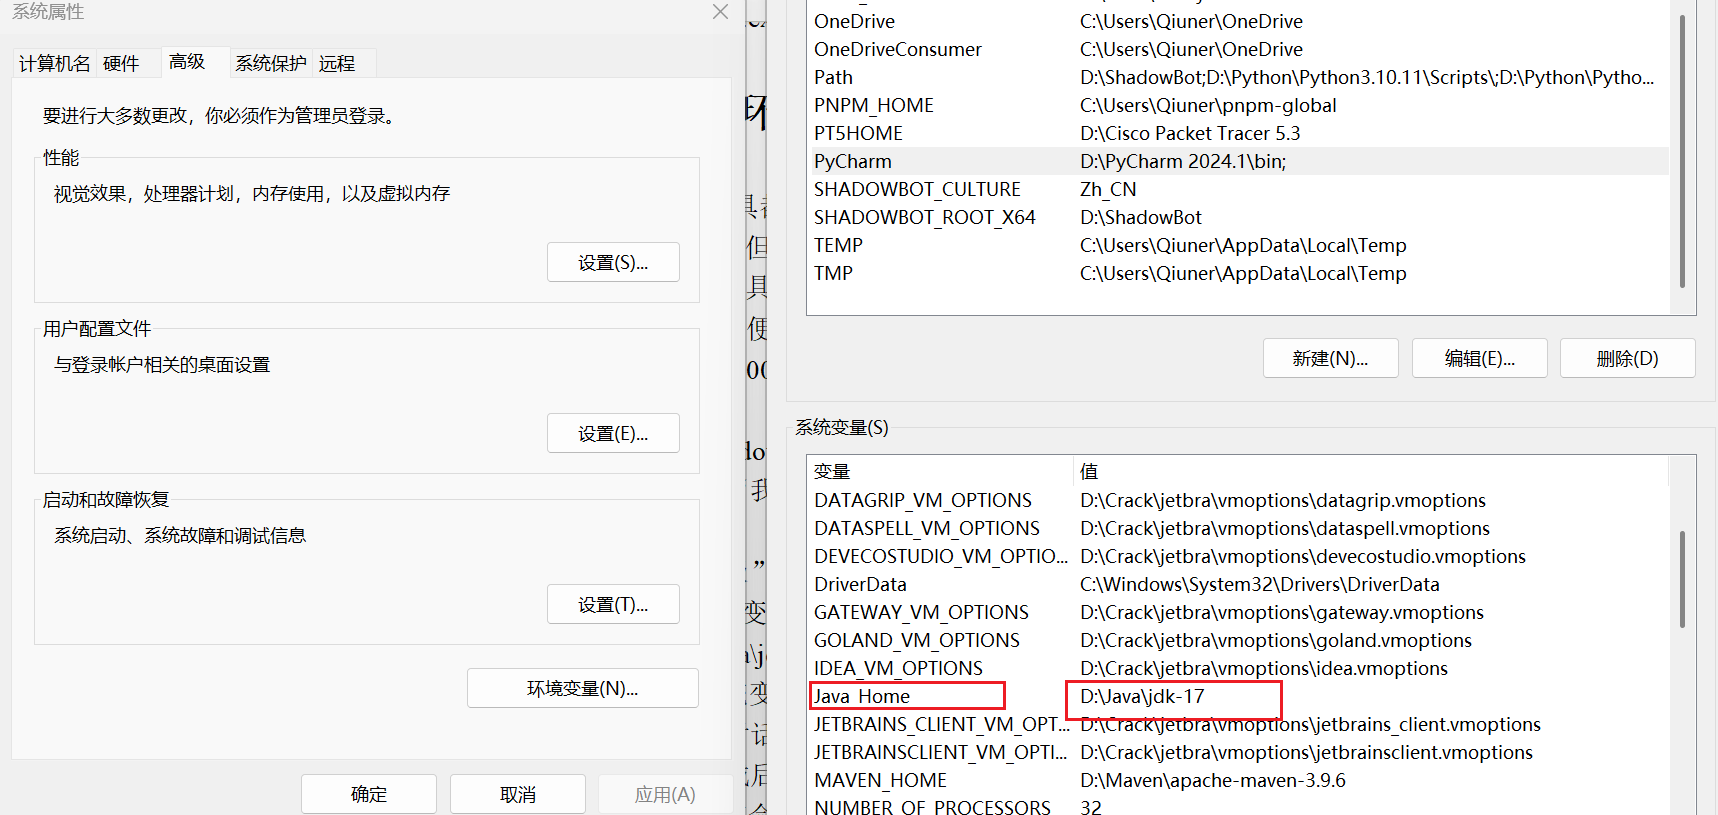 系统属性
计算机名
硬件
高级
系统保护
远程
要进行大多数更改，你必须作为管理员登录。
性能
视觉效果，处理器计划，内存使用，以及虚拟内存
设置(S)...
用户配置文件
与登录帐户相关的桌面设置
设置(E)...
启动和故障恢复
系统启动、系统故障和调试信息
设置(T)...
环境变量(N)...
确定
取消
应用(A)
OneDrive C:\Users\Qiuner\OneDrive
OneDriveConsumer C:\Users\Qiuner\OneDrive
Path D:\ShadowBot;D:\Python\Python3.10.11\Scripts\;D:\Python\Pytho...
PNPM_HOME C:\Users\Qiuner\pnpm-global
PT5HOME D:\Cisco Packet Tracer 5.3
PyCharm D:\PyCharm 2024.1\bin;
SHADOWBOT_CULTURE Zh_CN
SHADOWBOT_ROOT_X64 D:\ShadowBot
TEMP C:\Users\Qiuner\AppData\Local\Temp
TMP C:\Users\Qiuner\AppData\Local\Temp
新建(N)...
编辑(E)...
删除(D)
系统变量(S)
变量 值
DATAGRIP_VM_OPTIONS D:\Crack\jetbra\vmoptions\datagrip.vmoptions
DATASPELL_VM_OPTIONS D:\Crack\jetbra\vmoptions\dataspell.vmoptions
DEVECOSTUDIO_VM_OPTIO... D:\Crack\jetbra\vmoptions\devecostudio.vmoptions
DriverData C:\Windows\System32\Drivers\DriverData
GATEWAY_VM_OPTIONS D:\Crack\jetbra\vmoptions\gateway.vmoptions
GOLAND_VM_OPTIONS D:\Crack\jetbra\vmoptions\goland.vmoptions
IDEA_VM_OPTIONS D:\Crack\jetbra\vmoptions\idea.vmoptions
Java_Home D:\Java\jdk-17
JETBRAINS_CLIENT_VM_OPT... D:\Crack\jetbra\vmoptions\jetbrains_client.vmoptions
JETBRAINSCLIENT_VM_OPTI... D:\Crack\jetbra\vmoptions\jetbrainsclient.vmoptions
MAVEN_HOME D:\Maven\apache-maven-3.9.6
NUMBER_OF_PROCESSORS 32